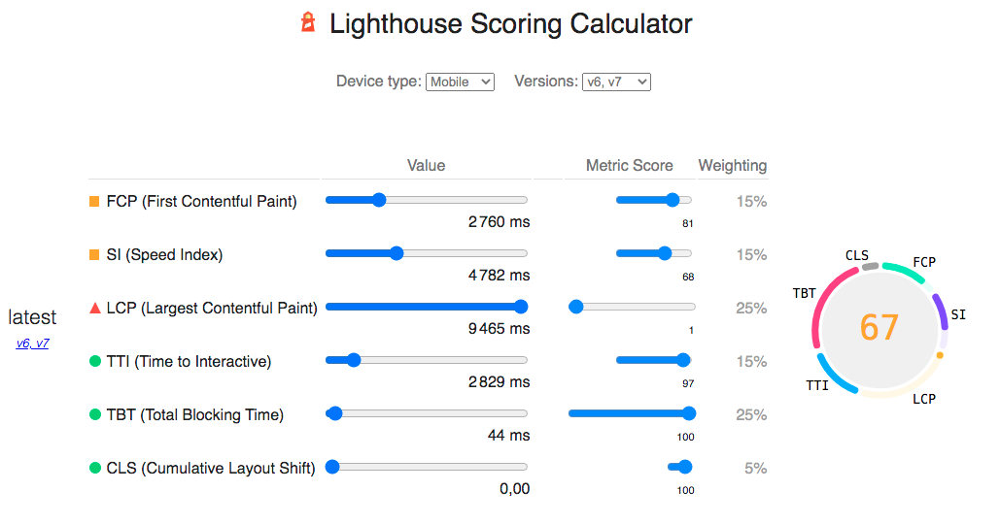 Lighthouse Scoring Calculator
Device type: Mobile Versions: v6, v7
Value Metric Score Weighting
FCP (First Contentful Paint) 15%
2 760 ms 81
SI (Speed Index) 15%
4 782 ms 68
LCP (Largest Contentful Paint) 25%
9 465 ms 1
TTI (Time to Interactive) 15%
2 829 ms 97
TBT (Total Blocking Time) 25%
44 ms 100
CLS (Cumulative Layout Shift) 5%
0,00 100
latest
v6, v7
CLS FCP
TBT SI
67
TTI LCP